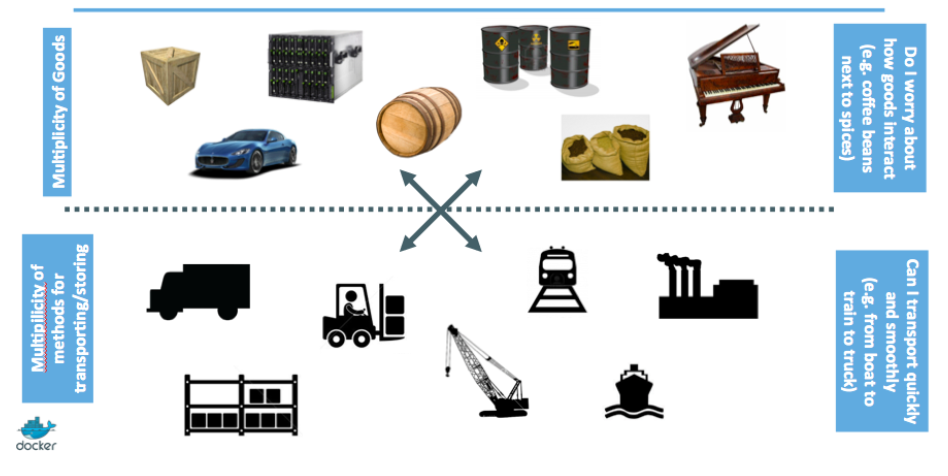 Multiplicity of Goods
Do I worry about
how goods interact
(e.g. coffee beans
next to spices)
Multipilicity of
methods for
transporting/storing
Can I transport quickly
and smoothly
(e.g. from boat to
train to truck)
docker